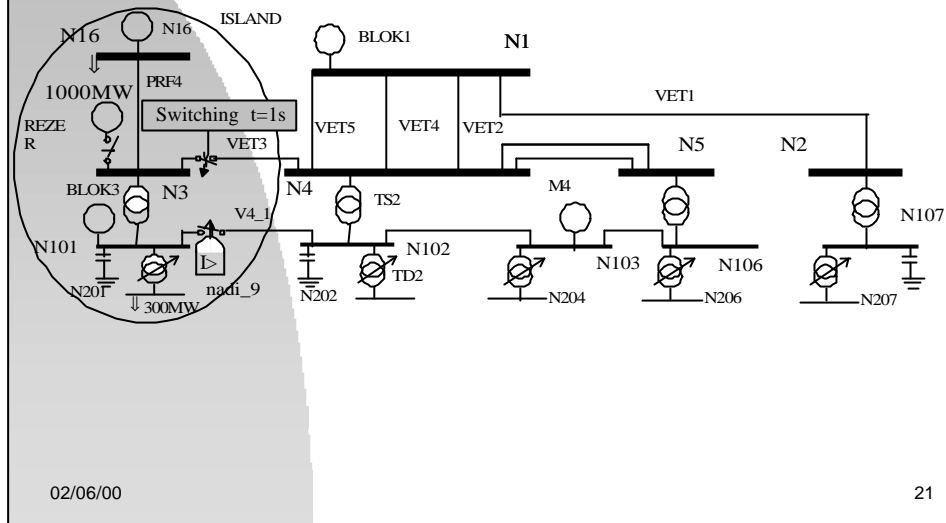 ISLAND
N16
N16
BLOK1
N1
⇓
1000MW
PRF4
Switching t=1s
VET1
REZE
R
VET3
VET5
VET4
VET2
N5
N2
BLOK3
N3
N4
TS2
M4
N107
V4_1
N101
N102
N103
N106
I>
TD2
N201
nadi_9
N202
N204
N206
N207
⇓ 300MW
02/06/00
21